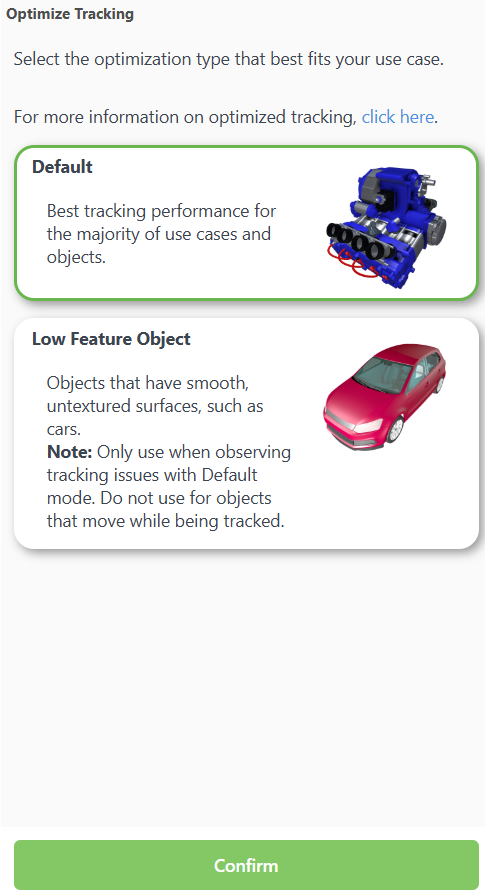 Optimize Tracking
Select the optimization type that best fits your use case.
For more information on optimized tracking, click here.
Default
Best tracking performance for
the majority of use cases and
objects.
Low Feature Object
Objects that have smooth,
untextured surfaces, such as
cars.
Note: Only use when observing
tracking issues with Default
mode. Do not use for objects
that move while being tracked.
Confirm